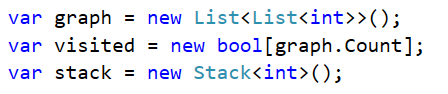 var graph = new List<List<int>>();
var visited = new bool[graph.Count];
var stack = new Stack<int>();